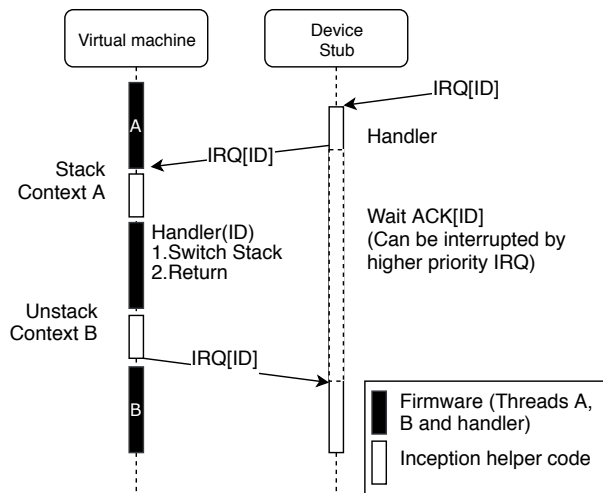 Virtual machine
Device
Stub
IRQ[ID]
A
Handler
IRQ[ID]
Stack
Context A
Wait ACK[ID]
(Can be interrupted by
higher priority IRQ)
Handler(ID)
1.Switch Stack
2.Return
Unstack
Context B
IRQ[ID]
B
Firmware (Threads A,
B and handler)
Inception helper code